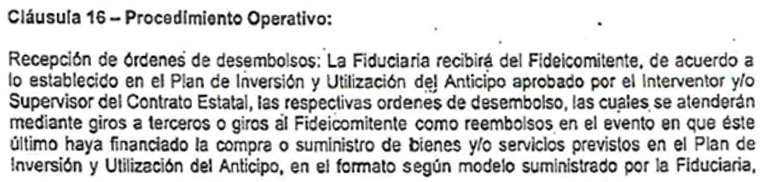 Cláusula 16 – Procedimiento Operativo:
Recepción de órdenes de desembolsos: La Fiduciaria recibirá del Fideicomitente, de acuerdo a
lo establecido en el Plan de Inversión y Utilización del Anticipo aprobado por el Interventor y/o
Supervisor del Contrato Estatal, las respectivas ordenes de desembolso, las cuales se atenderán
mediante giros a terceros o giros al Fideicomitente como reembolsos en el evento en que éste
último haya financiado la compra o suministro de bienes y/o servicios previstos en el Plan de
Inversión y Utilización del Anticipo, en el formato según modelo suministrado por la Fiduciaria,